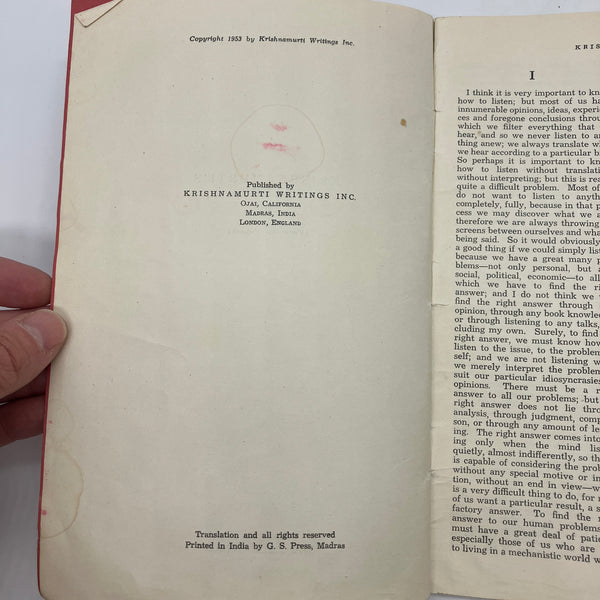 Copyright 1953 by Krishnamurti Writings Inc.
Published by
KRISHNAMURTI WRITINGS INC.
OJAI, CALIFORNIA
MADRAS, INDIA
LONDON, ENGLAND
Translation and all rights reserved
Printed in India by G. S. Press, Madras
KRIS
I
I think it is very important to kn
how to listen; but most of us ha
innumerable opinions, ideas, experi
ces and foregone conclusions throu
which we filter everything that
hear, and so we never listen to an
thing anew; we always translate wh
we hear according to a particular b
So perhaps it is important to kno
how to listen without translati
without interpreting; but this is rea
quite a difficult problem. Most of
do not want to listen to anyth
completely, fully, because in that p
cess we may discover what we a
therefore we are always throwing
screens between ourselves and wha
being said. So it would obviously
a good thing if we could simply list
because we have a great many p
blems—not only personal, but a
social, political, economic—to all
which we have to find the ri
answer; and I do not think we
find the right answer through
opinion, through any book knowled
or through listening to any talks,
cluding my own. Surely, to find
right answer, we must know how
listen to the issue, to the problem
self; and we are not listening w
we merely interpret the problem
suit our particular idiosyncrasies
opinions. There must be a r
answer to all our problems; but
right answer does not lie thro
analysis, through judgment, comp
son, or through any amount of le
ing. The right answer comes into
ing only when the mind lis
quietly, almost indifferently, so th
is capable of considering the prob
without any special motive or in
tion, without an end in view—w
is a very difficult thing to do, for
of us want a particular result, a s
factory answer. To find the r
answer to our human problems
must have a great deal of patie
especially those of us who are
to living in a mechanistic world w